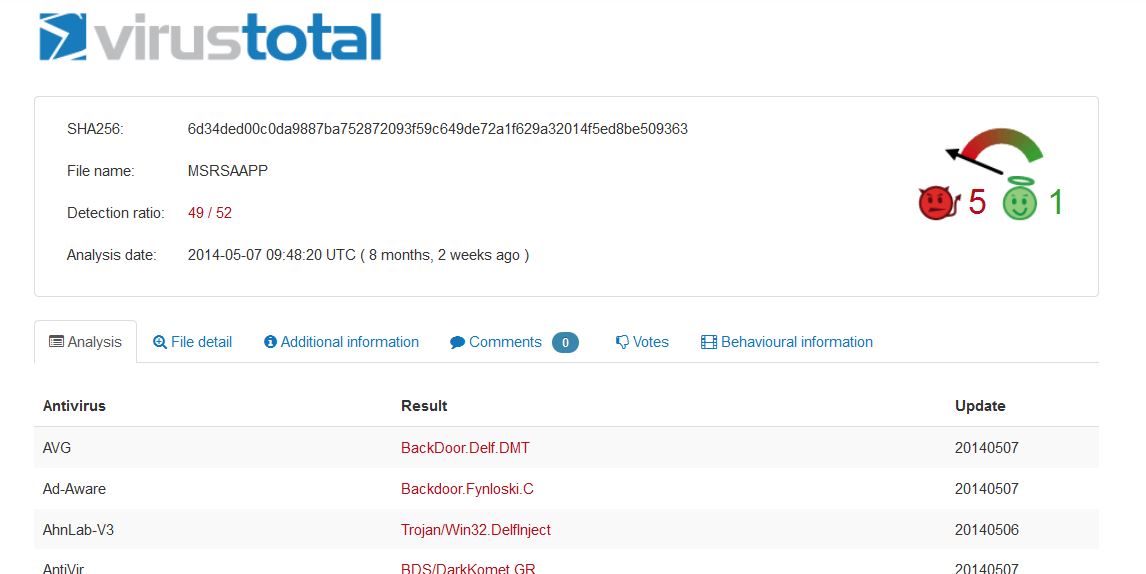 virustotal
SHA256: 6d34ded00c0da9887ba752872093f59c649de72a1f629a32014f5ed8be509363
File name: MSRSAAPP
Detection ratio: 49 / 52
Analysis date: 2014-05-07 09:48:20 UTC ( 8 months, 2 weeks ago )
5 1
Analysis File detail Additional information Comments 0 Votes Behavioural information
Antivirus Result Update
AVG BackDoor.Delf.DMT 20140507
Ad-Aware Backdoor.Fynloski.C 20140507
AhnLab-V3 Trojan/Win32.DelfInject 20140506
AntiVir BDS/DarkKomet.GR 20140507